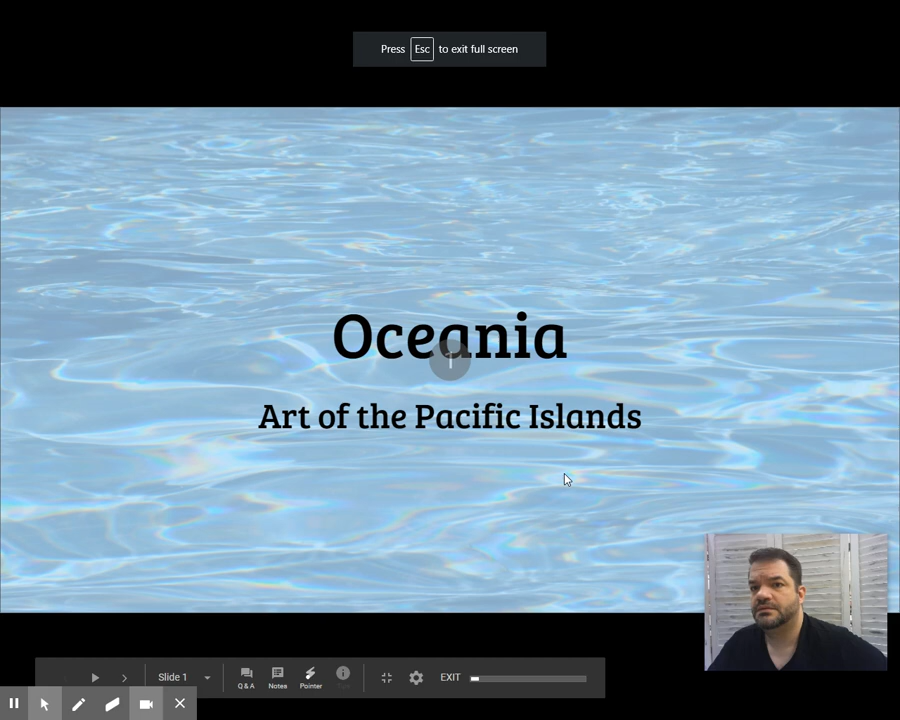 Press Esc to exit full screen
Oceania
Art of the Pacific Islands
Slide 1
Q & A
Notes
Pointer
EXIT